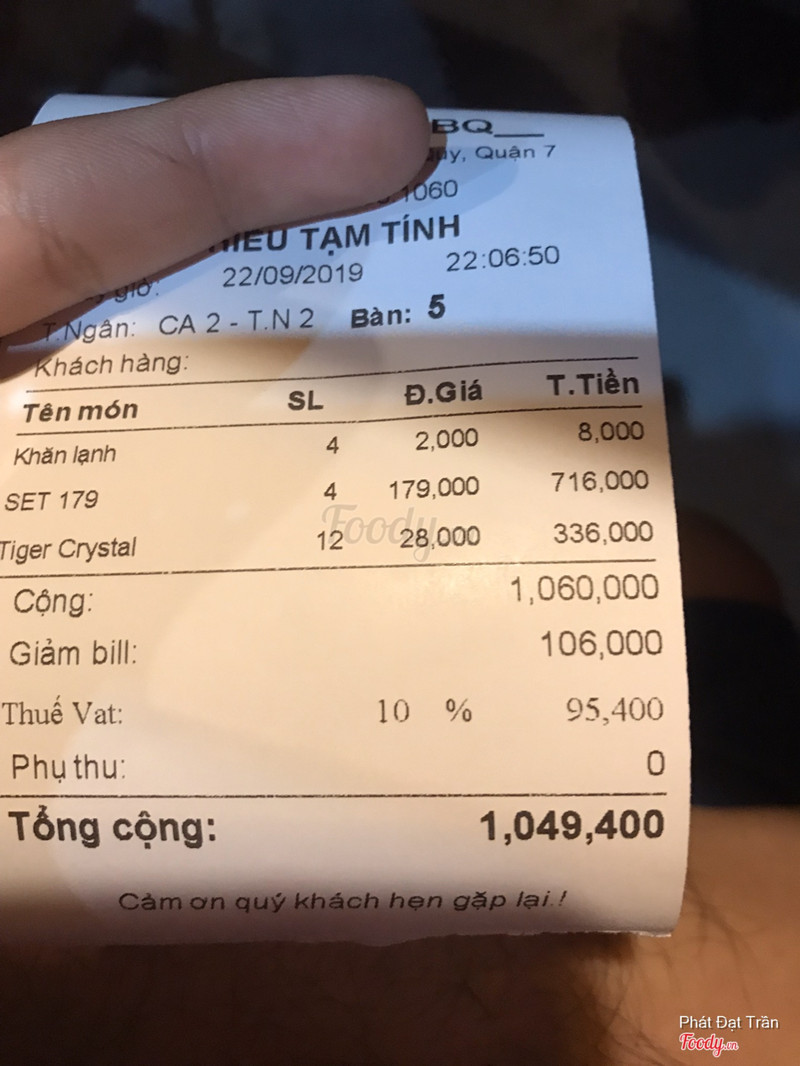 BQ__
Quận 7
1060
TẠM TÍNH
giờ: 22/09/2019 22:06:50
T.Ngân: CA 2 - T.N 2 Bàn: 5
Khách hàng:
Tên món SL Đ.Giá T.Tiền
Khăn lạnh 4 2,000 8,000
SET 179 4 179,000 716,000
Tiger Crystal 12 28,000 336,000
Foody
Cộng: 1,060,000
Giảm bill: 106,000
Thuế Vat: 10 % 95,400
Phụ thu: 0
Tổng cộng: 1,049,400
Cảm ơn quý khách hẹn gặp lại.!
Phát Đạt Trần
Foody.vn